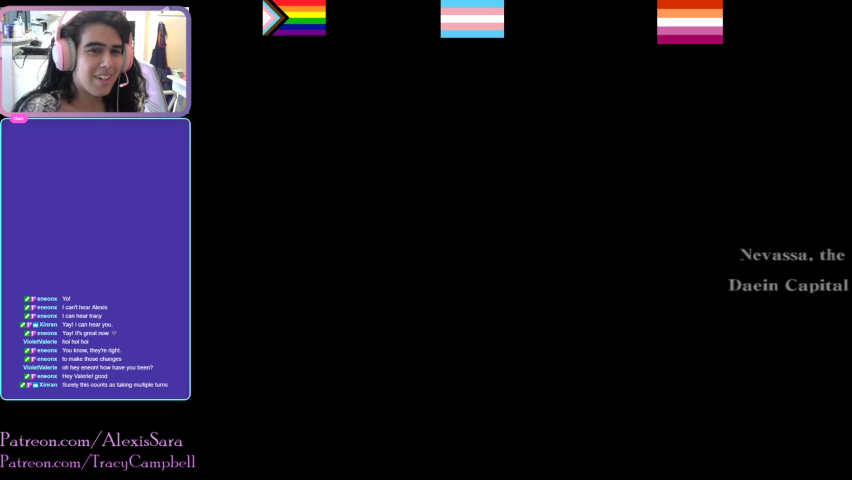 Chat
eneonx Yo!
eneonx I can't hear Alexis
eneonx I can hear tracy
Xinran Yay! I can hear you.
eneonx Yay! It's great now
VioletValerie hoi hoi hoi
eneonx You know, they're right.
eneonx to make those changes
VioletValerie oh hey eneon! how have you been?
eneonx Hey Valerie! good
Xinran Surely this counts as taking multiple turns
Nevassa, the
Daein Capital
Patreon.com/AlexisSara
Patreon.com/TracyCampbell